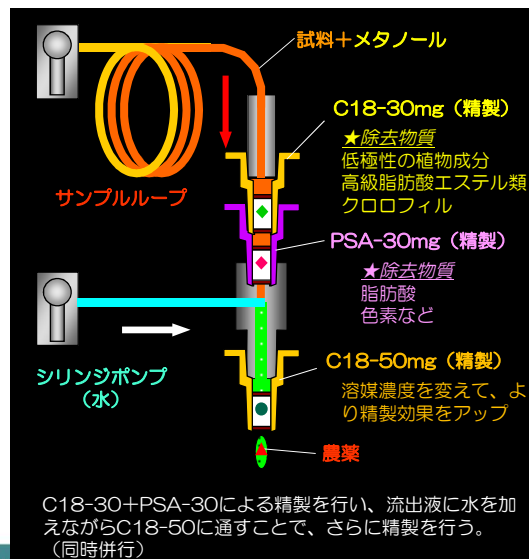 試料＋メタノール
C18-30mg（精製）
★除去物質
低極性の植物成分
高級脂肪酸エステル類
クロロフィル
サンプルループ
PSA-30mg（精製）
★除去物質
脂肪酸
色素など
シリンジポンプ
（水）
C18-50mg（精製）
溶媒濃度を変えて、よ
り精製効果をアップ
農薬
C18-30+PSA-30による精製を行い、流出液に水を加
えながらC18-50に通すことで、さらに精製を行う。
（同時併行）